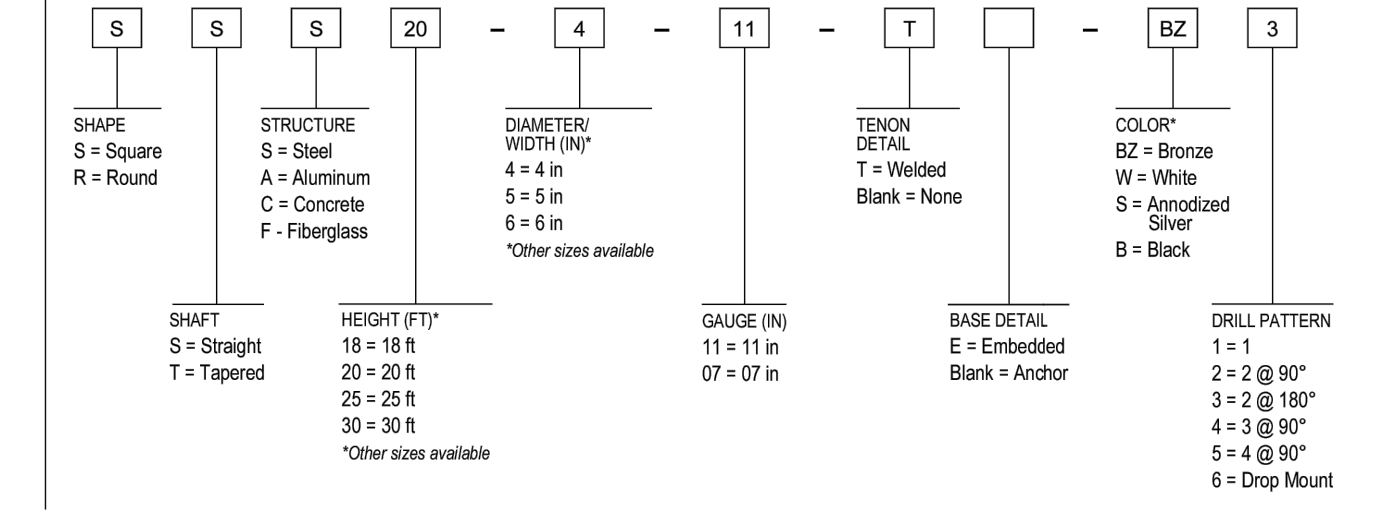 S S S 20 – 4 – 11 – T – BZ 3
SHAPE
S = Square
R = Round
STRUCTURE
S = Steel
A = Aluminum
C = Concrete
F - Fiberglass
DIAMETER/
WIDTH (IN)*
4 = 4 in
5 = 5 in
6 = 6 in
*Other sizes available
TENON
DETAIL
T = Welded
Blank = None
COLOR*
BZ = Bronze
W = White
S = Annodized
Silver
B = Black
SHAFT
S = Straight
T = Tapered
HEIGHT (FT)*
18 = 18 ft
20 = 20 ft
25 = 25 ft
30 = 30 ft
*Other sizes available
GAUGE (IN)
11 = 11 in
07 = 07 in
BASE DETAIL
E = Embedded
Blank = Anchor
DRILL PATTERN
1 = 1
2 = 2 @ 90°
3 = 2 @ 180°
4 = 3 @ 90°
5 = 4 @ 90°
6 = Drop Mount